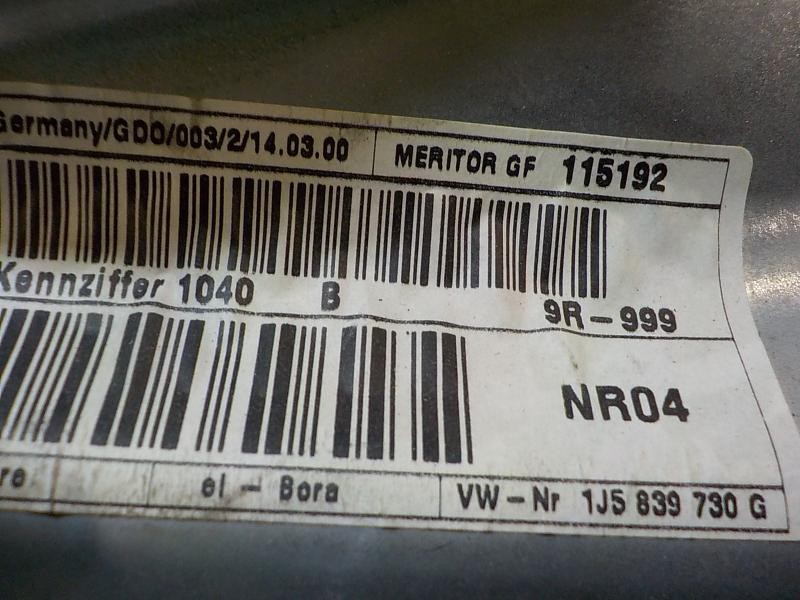 Germany/GDO/003/2/14.03.00 MERITOR GF 115192
Kennziffer 1040 B 9R-999
NR04
el - Bora VW-Nr 1J5 839 730 G